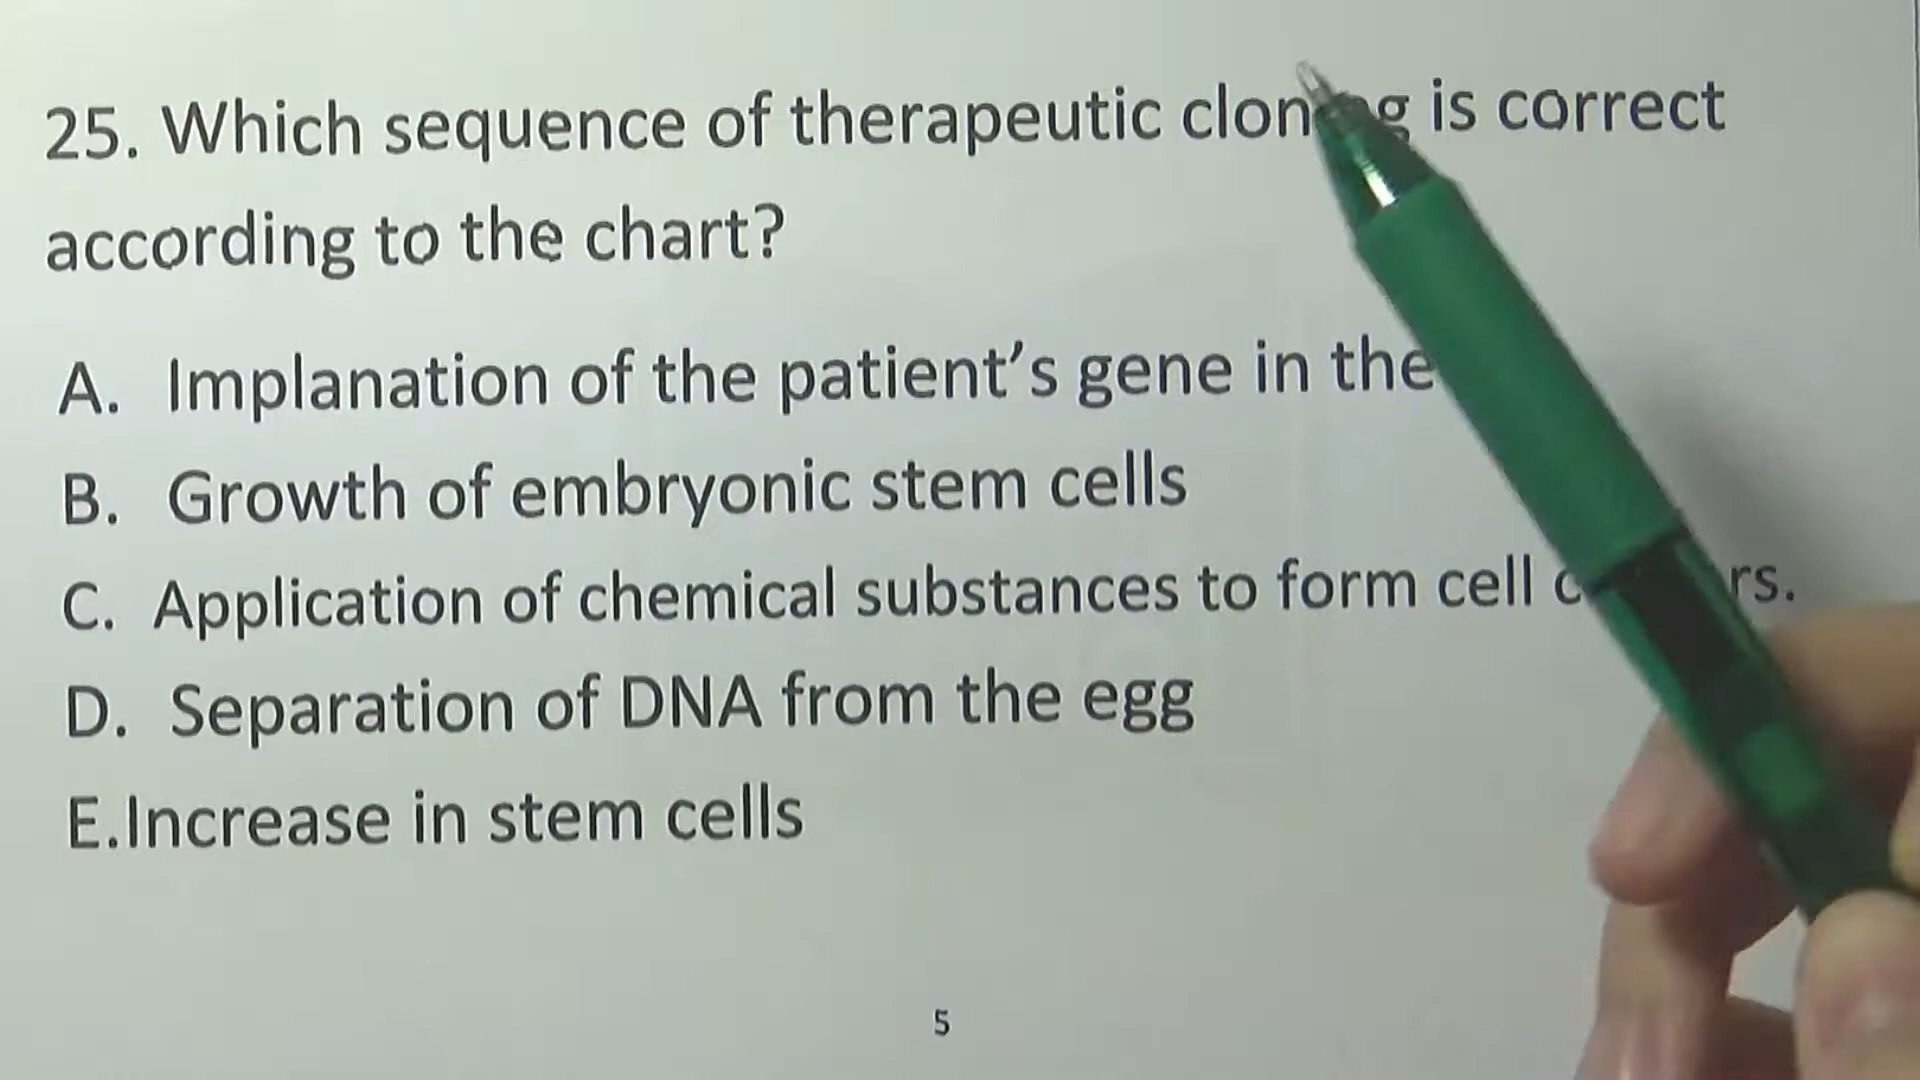 25. Which sequence of therapeutic cloning is correct
according to the chart?
A. Implanation of the patient’s gene in the
B. Growth of embryonic stem cells
C. Application of chemical substances to form cell
D. Separation of DNA from the egg
E.Increase in stem cells
5